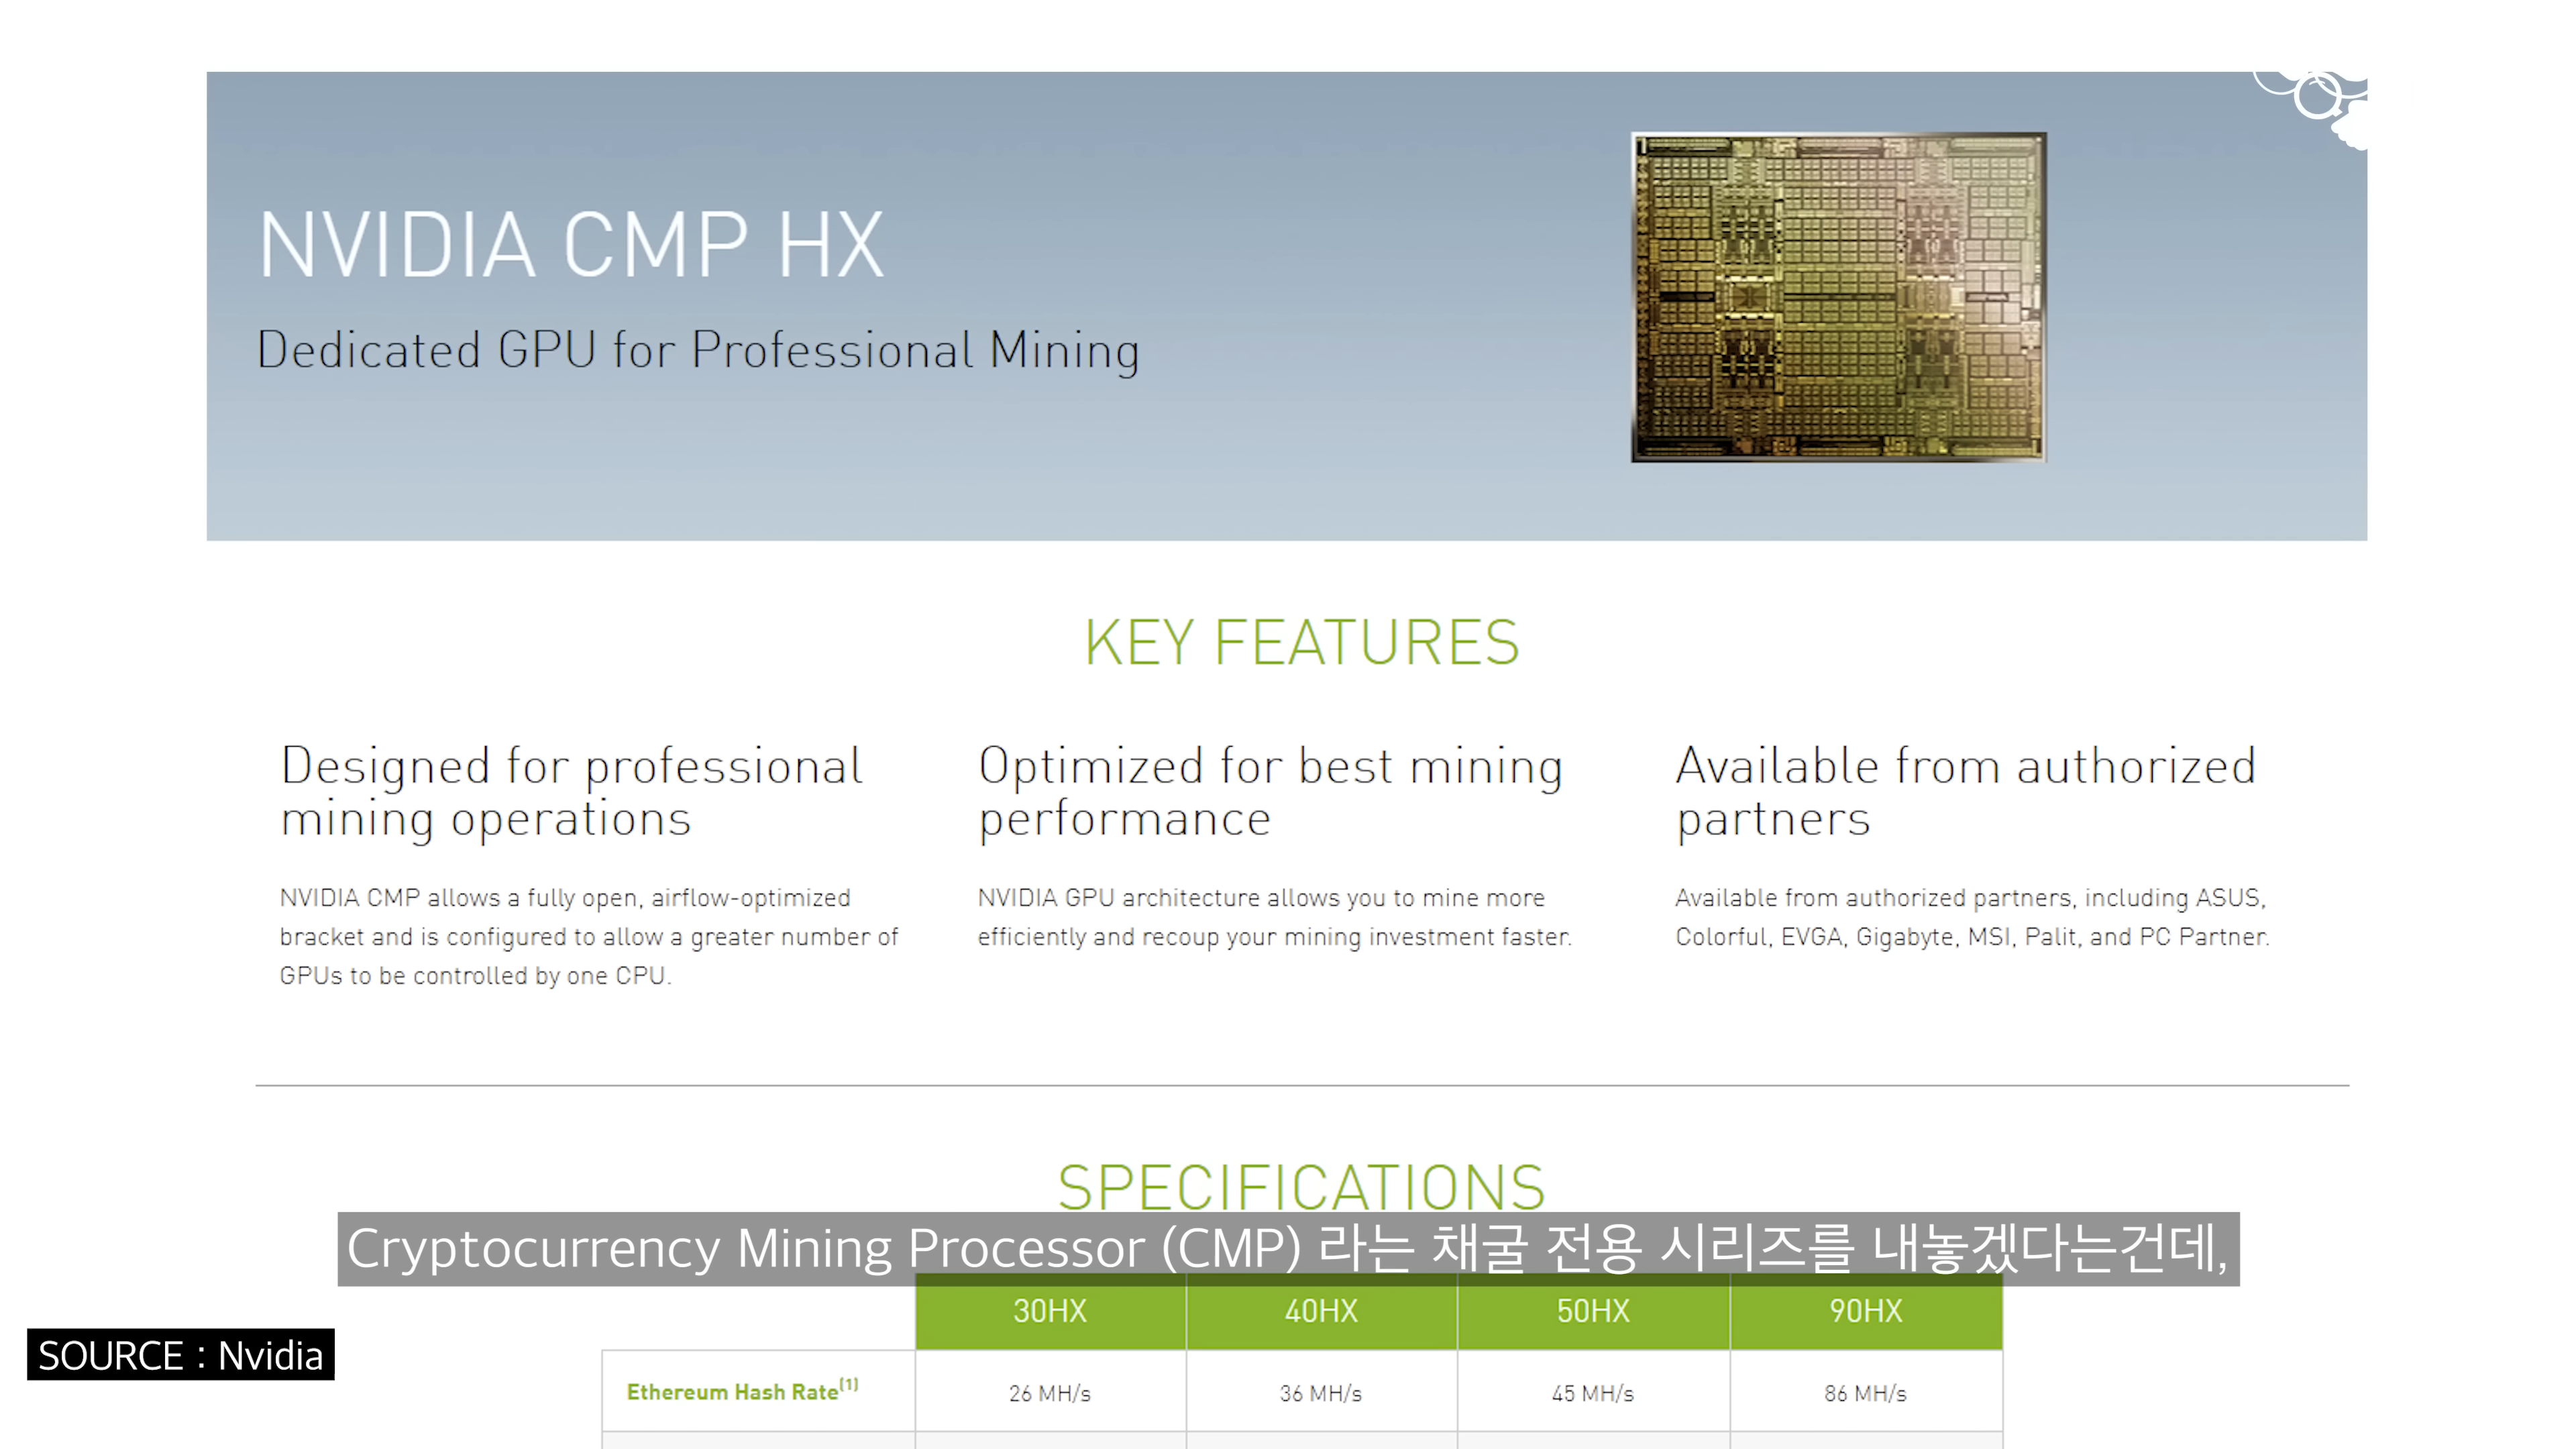 NVIDIA CMP HX
Dedicated GPU for Professional Mining
KEY FEATURES
Designed for professional
mining operations
NVIDIA CMP allows a fully open, airflow-optimized
bracket and is configured to allow a greater number of
GPUs to be controlled by one CPU.
Optimized for best mining
performance
NVIDIA GPU architecture allows you to mine more
efficiently and recoup your mining investment faster.
Available from authorized
partners
Available from authorized partners, including ASUS,
Colorful, EVGA, Gigabyte, MSI, Palit, and PC Partner.
SPECIFICATIONS
Cryptocurrency Mining Processor (CMP) 라는 채굴 전용 시리즈를 내놓겠다는건데,
30HX 40HX 50HX 90HX
SOURCE : Nvidia
Ethereum Hash Rate(1) 26 MH/s 36 MH/s 45 MH/s 86 MH/s